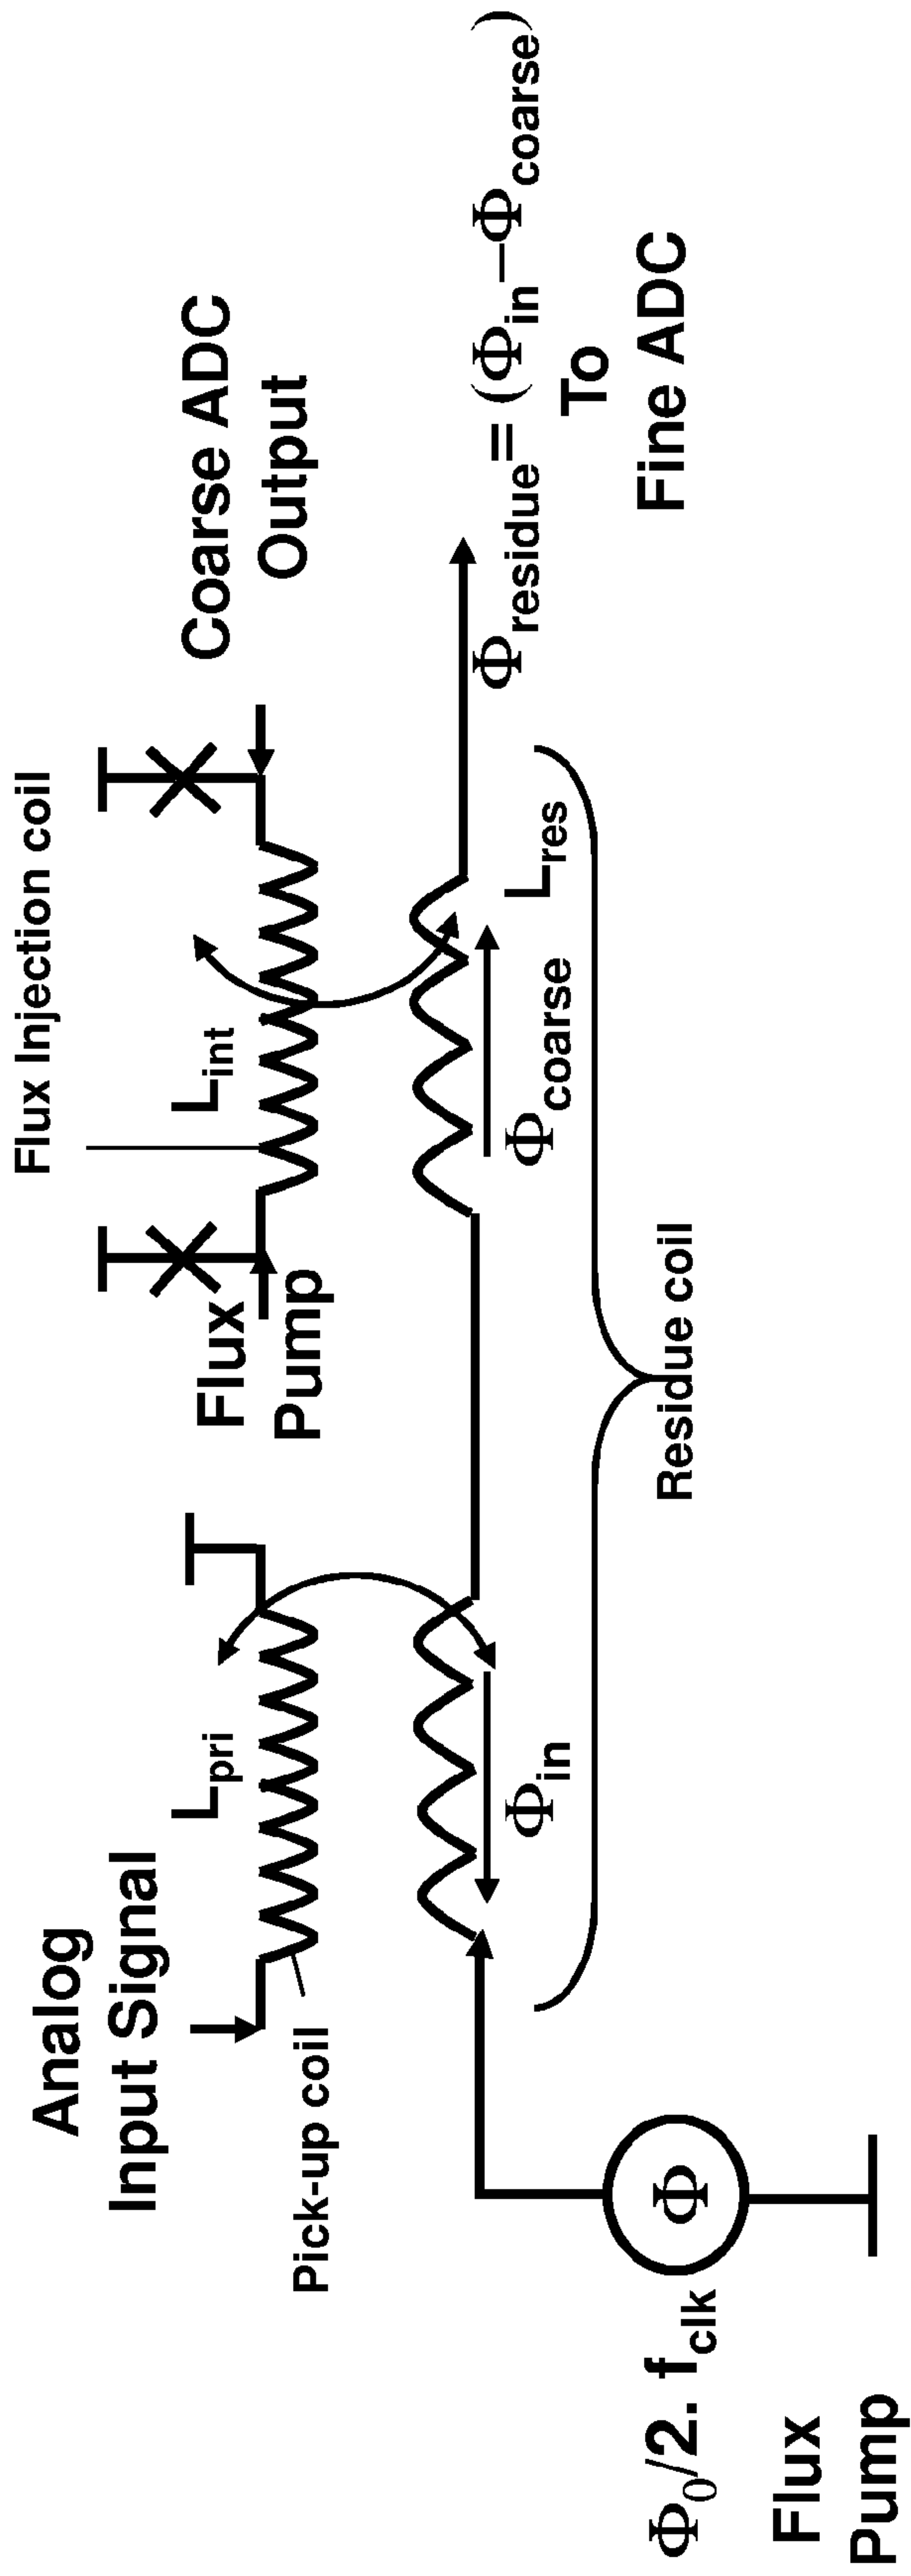 Analog
Input Signal
Pick-up coil
L_pri
Φ_in
Flux Injection coil
Flux
Pump
L_int
Coarse ADC
Output
Φ_coarse
L_res
Φ_residue = (Φ_in – Φ_coarse)
To
Fine ADC
Residue coil
Φ
Φ_0/2. f_clk
Flux
Pump